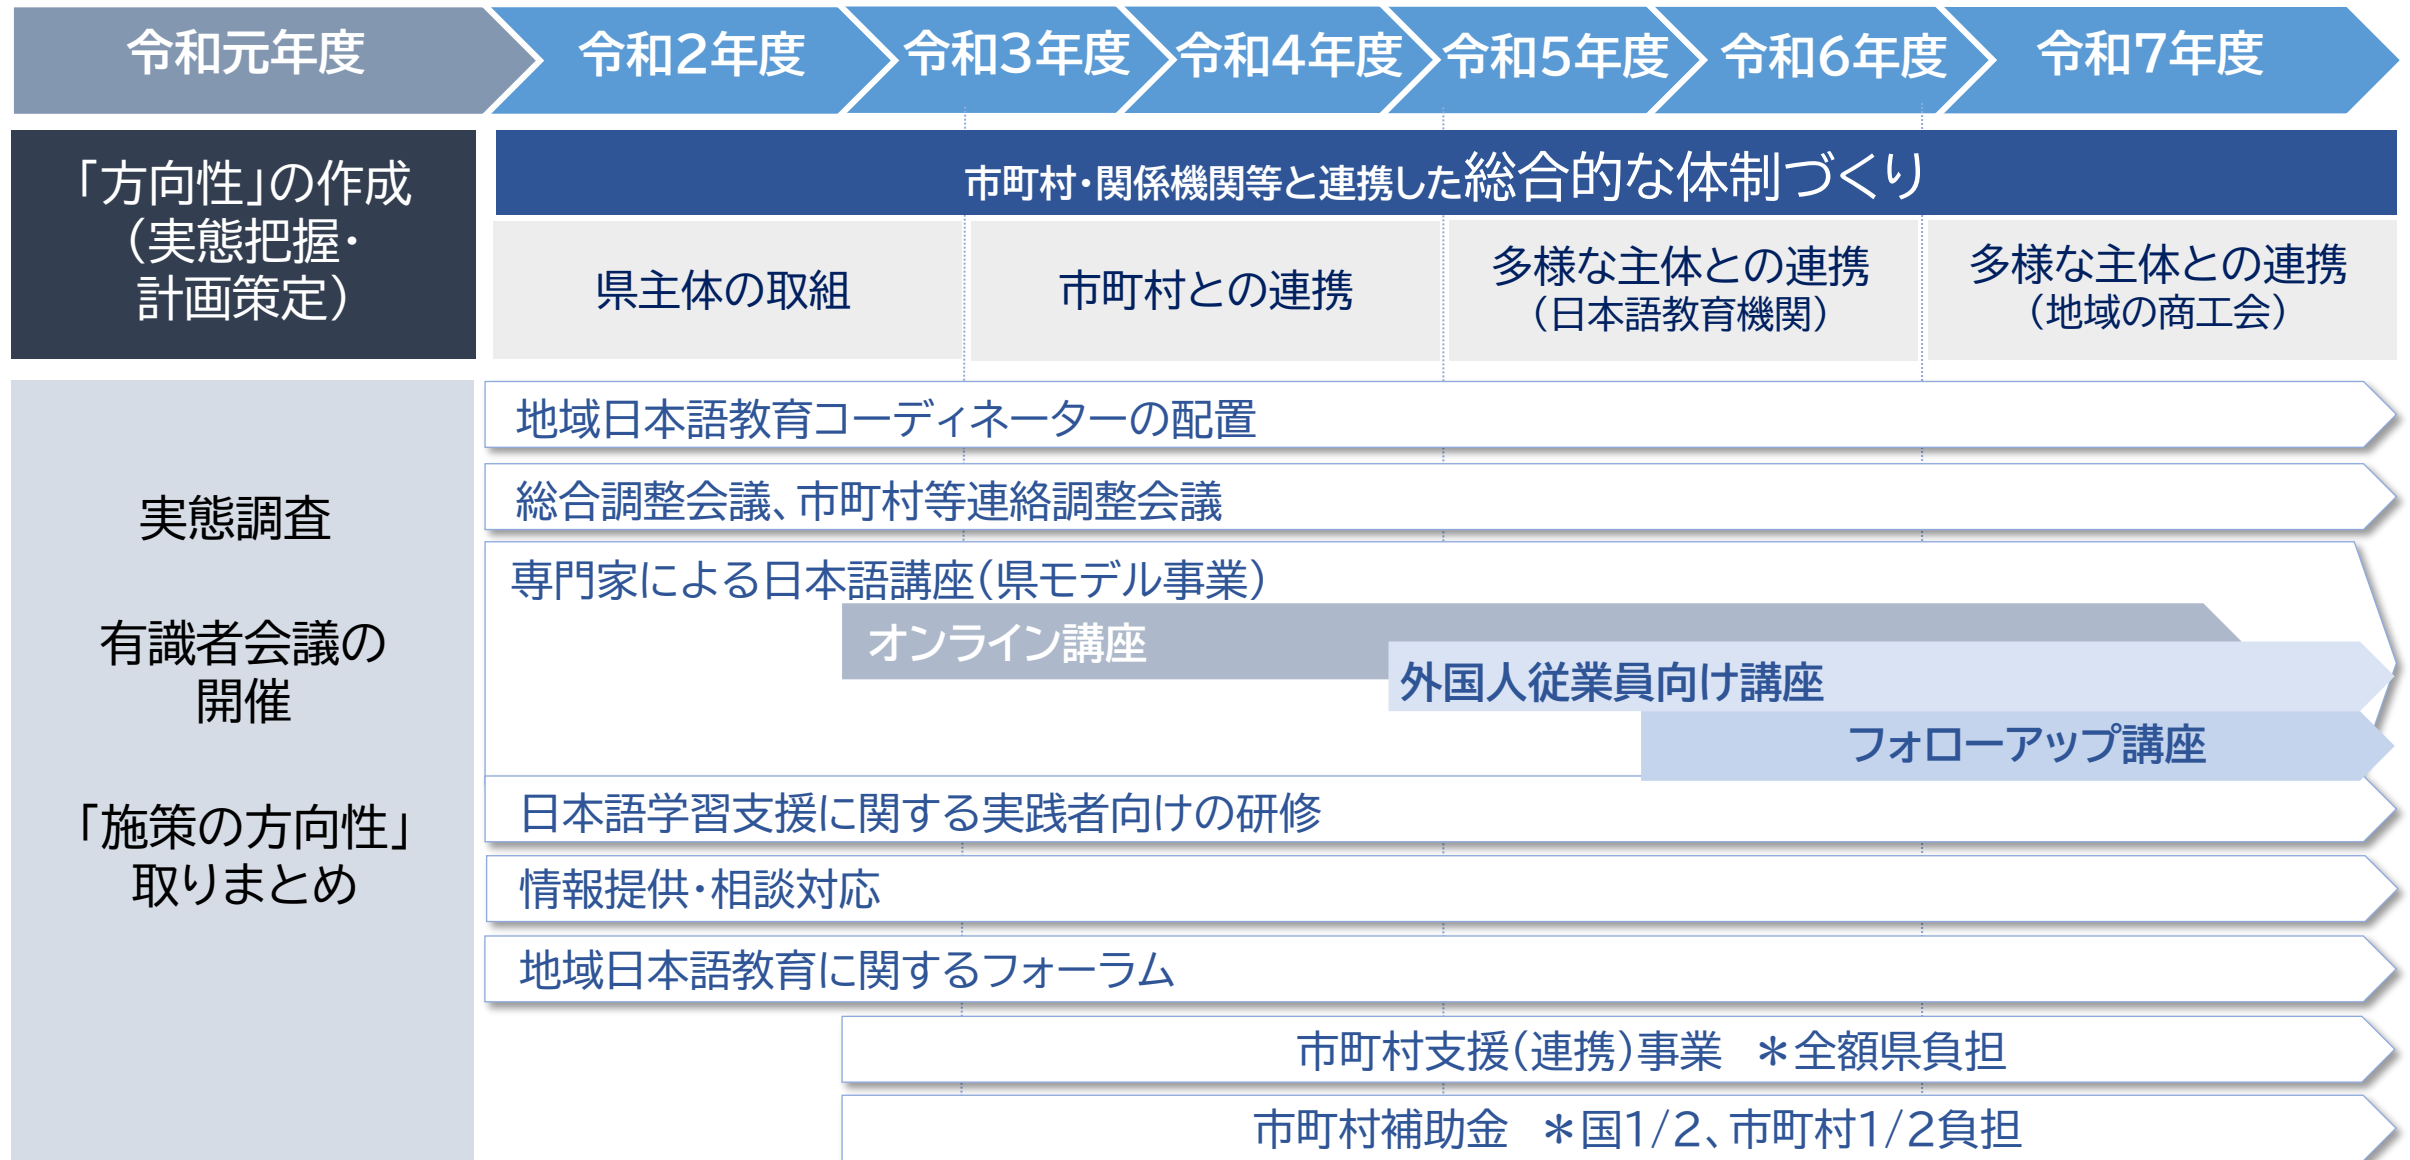 令和元年度
令和2年度
令和3年度
令和4年度
令和5年度
令和6年度
令和7年度
「方向性」の作成
（実態把握・
計画策定）
市町村・関係機関等と連携した総合的な体制づくり
県主体の取組
市町村との連携
多様な主体との連携
（日本語教育機関）
多様な主体との連携
（地域の商工会）
実態調査
有識者会議の
開催
「施策の方向性」
取りまとめ
地域日本語教育コーディネーターの配置
総合調整会議、市町村等連絡調整会議
専門家による日本語講座（県モデル事業）
オンライン講座
外国人従業員向け講座
フォローアップ講座
日本語学習支援に関する実践者向けの研修
情報提供・相談対応
地域日本語教育に関するフォーラム
市町村支援（連携）事業　＊全額県負担
市町村補助金　＊国1/2、市町村1/2負担